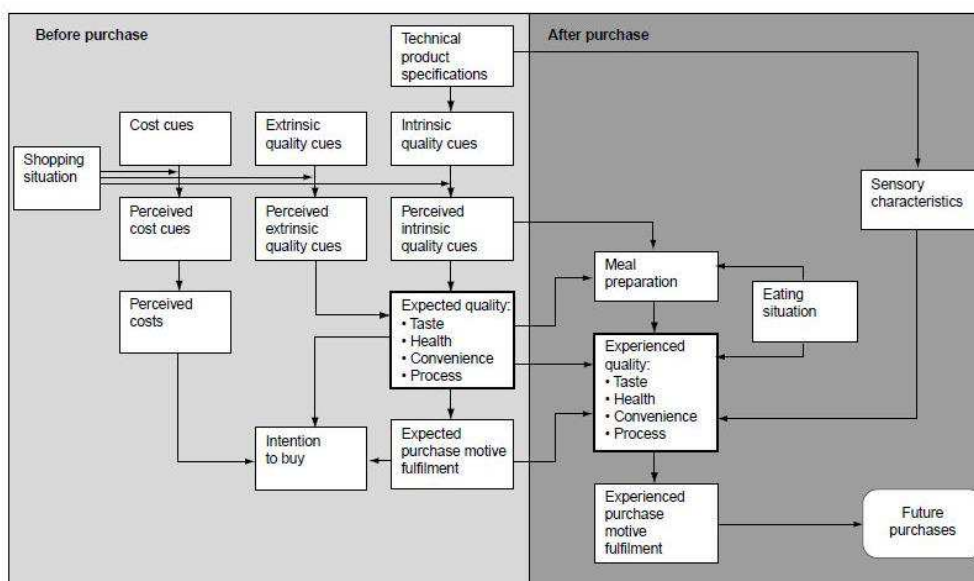 Before purchase
After purchase
Technical
product
specifications
Cost cues
Extrinsic
quality cues
Intrinsic
quality cues
Shopping
situation
Sensory
characteristics
Perceived
cost cues
Perceived
extrinsic
quality cues
Perceived
intrinsic
quality cues
Meal
preparation
Eating
situation
Perceived
costs
Expected quality:
• Taste
• Health
• Convenience
• Process
Experienced
quality:
• Taste
• Health
• Convenience
• Process
Intention
to buy
Expected
purchase motive
fulfilment
Experienced
purchase
motive
fulfilment
Future
purchases